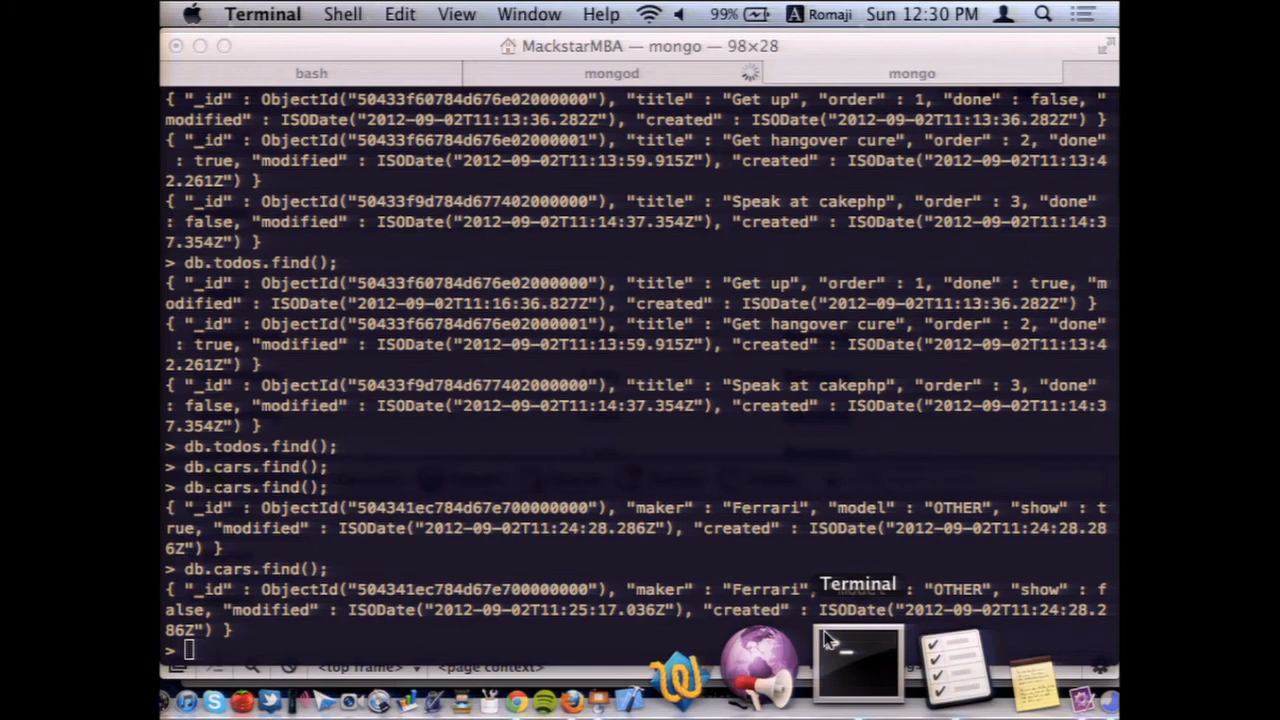 Terminal Shell Edit View Window Help 99% A Romaji Sun 12:30 PM
MackstarMBA — mongo — 98×28
bash mongod mongo
{ "_id" : ObjectId("50433f60784d676e02000000"), "title" : "Get up", "order" : 1, "done" : false, "
modified" : ISODate("2012-09-02T11:13:36.282Z"), "created" : ISODate("2012-09-02T11:13:36.282Z") }
{ "_id" : ObjectId("50433f66784d676e02000001"), "title" : "Get hangover cure", "order" : 2, "done"
 : true, "modified" : ISODate("2012-09-02T11:13:59.915Z"), "created" : ISODate("2012-09-02T11:13:4
2.261Z") }
{ "_id" : ObjectId("50433f9d784d677402000000"), "title" : "Speak at cakephp", "order" : 3, "done"
: false, "modified" : ISODate("2012-09-02T11:14:37.354Z"), "created" : ISODate("2012-09-02T11:14:3
7.354Z") }
> db.todos.find();
{ "_id" : ObjectId("50433f60784d676e02000000"), "title" : "Get up", "order" : 1, "done" : true, "m
odified" : ISODate("2012-09-02T11:16:36.827Z"), "created" : ISODate("2012-09-02T11:13:36.282Z") }
{ "_id" : ObjectId("50433f66784d676e02000001"), "title" : "Get hangover cure", "order" : 2, "done"
 : true, "modified" : ISODate("2012-09-02T11:13:59.915Z"), "created" : ISODate("2012-09-02T11:13:4
2.261Z") }
{ "_id" : ObjectId("50433f9d784d677402000000"), "title" : "Speak at cakephp", "order" : 3, "done"
: false, "modified" : ISODate("2012-09-02T11:14:37.354Z"), "created" : ISODate("2012-09-02T11:14:3
7.354Z") }
> db.todos.find();
> db.cars.find();
> db.cars.find();
{ "_id" : ObjectId("504341ec784d67e700000000"), "maker" : "Ferrari", "model" : "OTHER", "show" : t
rue, "modified" : ISODate("2012-09-02T11:24:28.286Z"), "created" : ISODate("2012-09-02T11:24:28.28
6Z") }
> db.cars.find();
Terminal
{ "_id" : ObjectId("504341ec784d67e700000000"), "maker" : "Ferrari", : "OTHER", "show" : f
alse, "modified" : ISODate("2012-09-02T11:25:17.036Z"), "created" : ISODate("2012-09-02T11:24:28.2
86Z") }
>
<top frame> <page context>